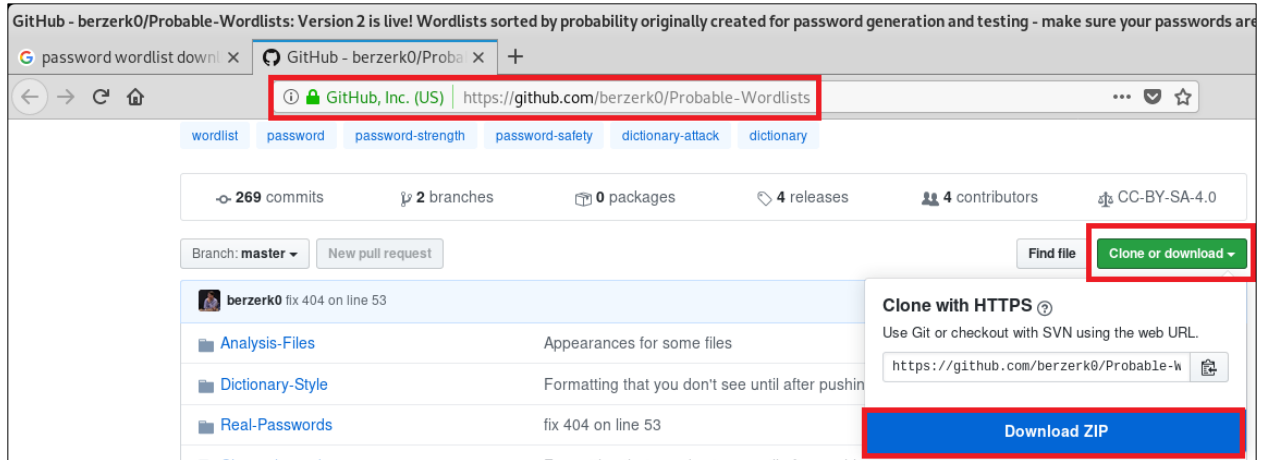 GitHub - berzerk0/Probable-Wordlists: Version 2 is live! Wordlists sorted by probability originally created for password generation and testing - make sure your passwords are
password wordlist downl
GitHub - berzerk0/Proba
GitHub, Inc. (US) https://github.com/berzerk0/Probable-Wordlists
wordlist password password-strength password-safety dictionary-attack dictionary
269 commits 2 branches 0 packages 4 releases 4 contributors CC-BY-SA-4.0
Branch: master New pull request Find file Clone or download
berzerk0 fix 404 on line 53
Clone with HTTPS
Use Git or checkout with SVN using the web URL.
https://github.com/berzerk0/Probable-W
Download ZIP
Analysis-Files Appearances for some files
Dictionary-Style Formatting that you don't see until after pushin
Real-Passwords fix 404 on line 53